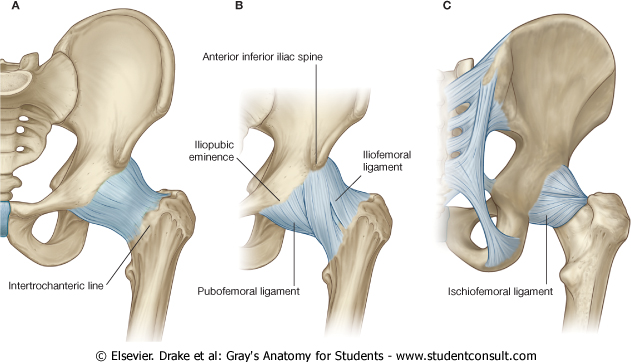 A
B
C
Anterior inferior iliac spine
Iliopubic
eminence
Iliofemoral
ligament
Intertrochanteric line
Pubofemoral ligament
Ischiofemoral ligament
© Elsevier. Drake et al: Gray's Anatomy for Students - www.studentconsult.com